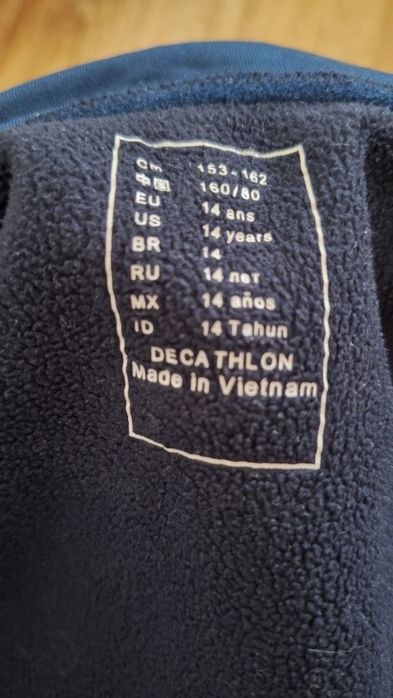 CM 153-162
中国 160/80
EU 14 ans
US 14 years
BR 14
RU 14 лет
MX 14 años
ID 14 Tahun
DECATHLON
Made in Vietnam